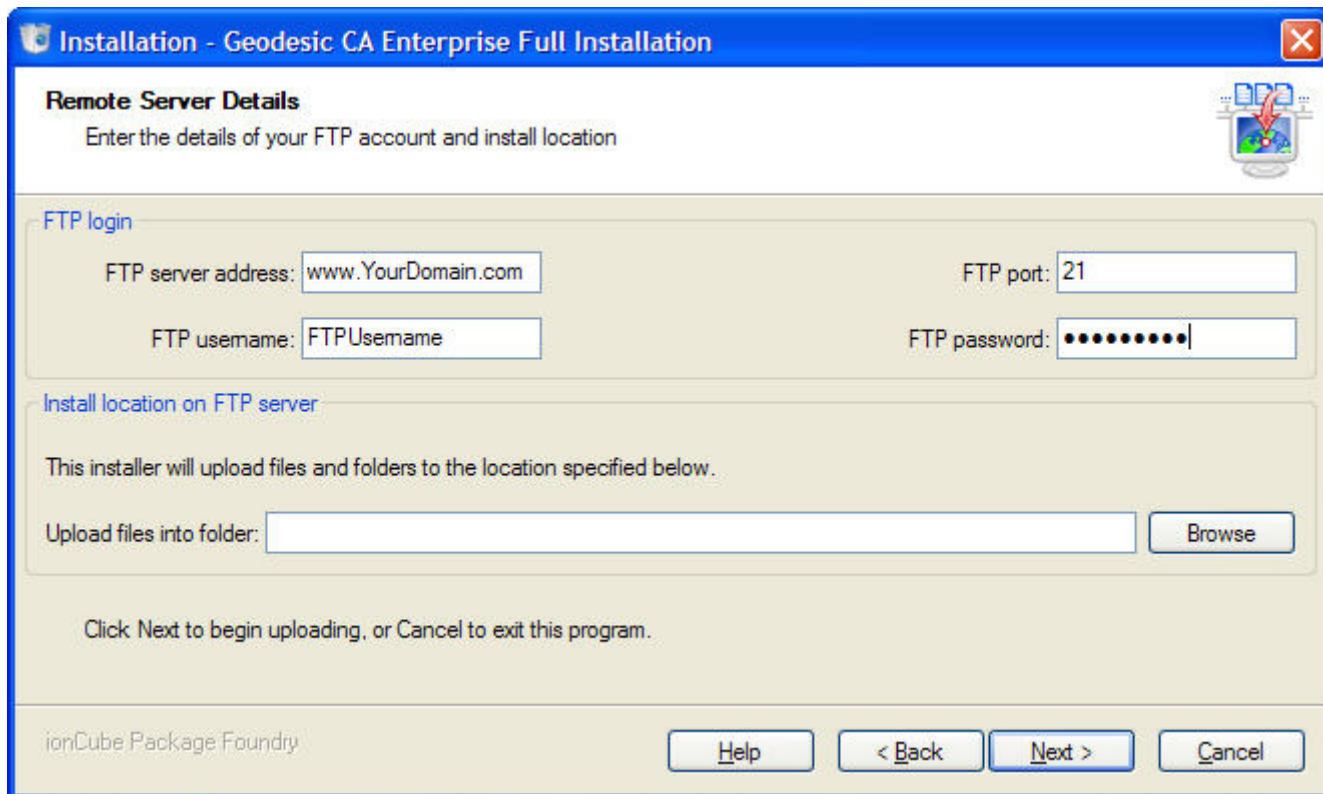 Installation - Geodesic CA Enterprise Full Installation
Remote Server Details
Enter the details of your FTP account and install location
FTP login
FTP server address: www.YourDomain.com
FTP port: 21
FTP username: FTPUsername
FTP password: •••••••••
Install location on FTP server
This installer will upload files and folders to the location specified below.
Upload files into folder:
Browse
Click Next to begin uploading, or Cancel to exit this program.
ionCube Package Foundry
Help
< Back
Next >
Cancel